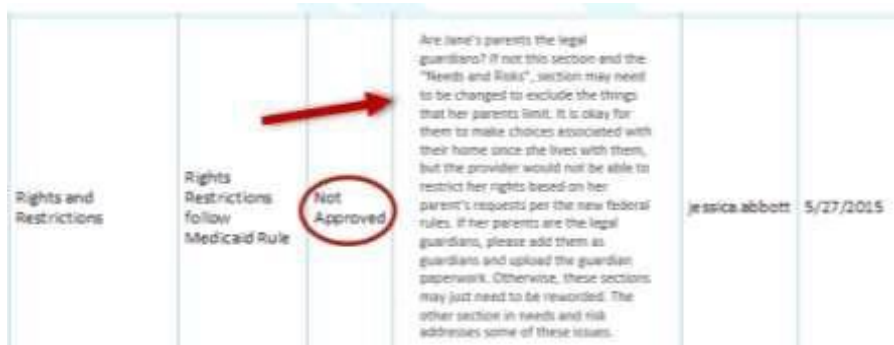 Rights and
Restrictions
Rights
Restrictions
follow
Medicaid Rule
Not
Approved
Are Jane's parents the legal
guardians? If not this section and the
"Needs and Risks", section may need
to be changed to exclude the things
that her parents limit. It is okay for
them to make choices associated with
their home since she lives with them,
but the provider would not be able to
restrict her rights based on her
parent's requests per the new federal
rules. If her parents are the legal
guardians, please add them as
guardians and upload the guardian
paperwork. Otherwise, these sections
may just need to be reworded. The
other section in needs and risk
addresses some of these issues.
jessica.abbott
5/27/2015